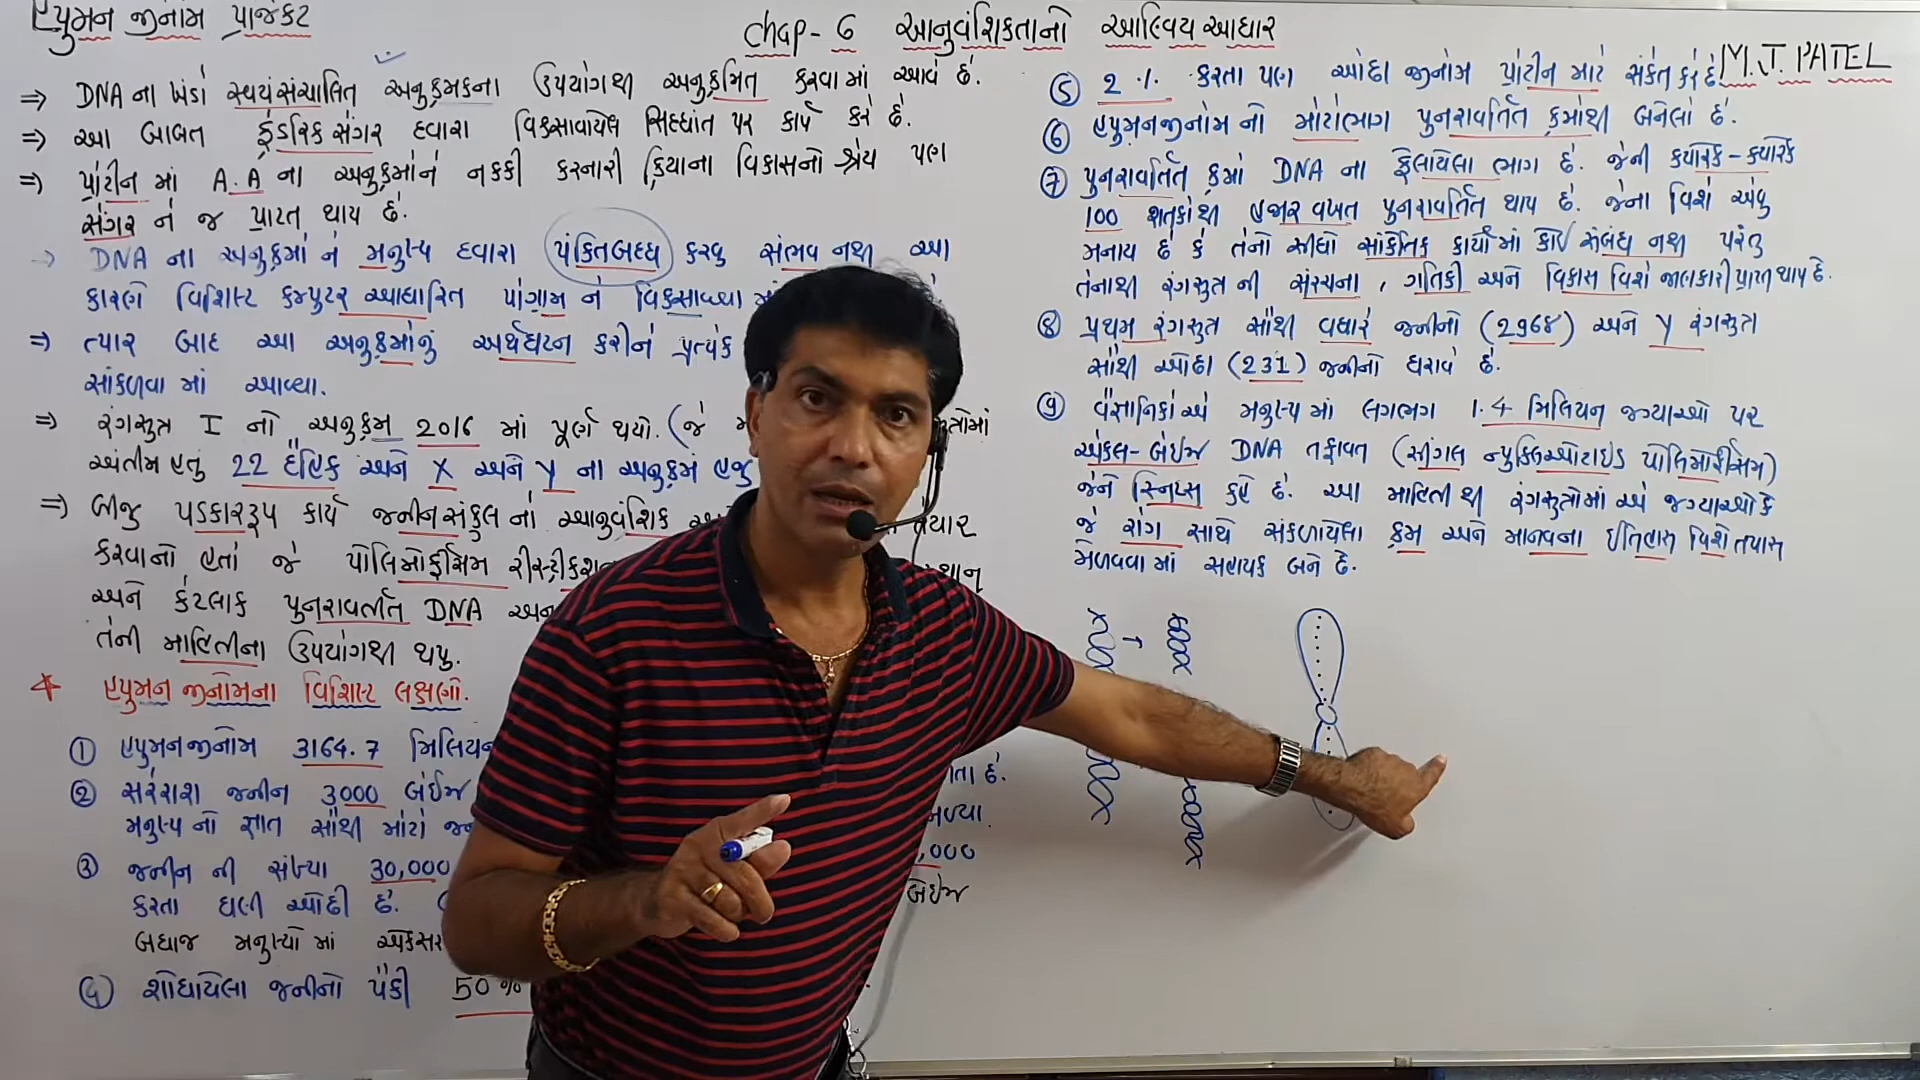 હ્યુમન જીનોમ પ્રોજેક્ટ
chap - 6 આનુવંશિકતાનો આણ્વિય આધાર
M.J. PATEL
⇒ DNA ના ખંડો સ્વયંસંચાલિત અનુક્રમકના ઉપયોગથી અનુક્રમિત કરવામાં આવે છે.
⇒ આ બાબત ફ્રેડરિક સેંગર દ્વારા વિકસાવાયેલ સિદ્ધાંત પર કાર્ય કરે છે.
⇒ પ્રોટીન માં A.A ના અનુક્રમોને નક્કી કરનારી ક્રિયાના વિકાસનો શ્રેય પણ
સેંગર ને જ પ્રાપ્ત થાય છે.
→ DNA ના અનુક્રમો ને મનુષ્ય દ્વારા પંક્તિબધ્ધ કરવુ સંભવ નથી આ
કારણે વિશિષ્ટ કમ્પુટર આધારિત પ્રોગ્રામ ને વિકસાવ્યા
⇒ ત્યાર બાદ આ અનુક્રમોનું અર્થઘટન કરીને પ્રત્યેક
સાંકળવા માં આવ્યા.
⇒ રંગસુત્ર I નો અનુક્રમ 2016 માં પૂર્ણ થયો. (જે
અંતીમ હતું 22 દૈહિક અને X અને Y ના અનુક્રમ હજુ
⇒ બીજુ પડકારરૂપ કાર્ય જનીન સંકુલ નો આનુવંશિક તૈયાર
કરવાનો હતો જે પોલિમોર્ફીસિમ રીસ્ટ્રીક્શન
અને કેટલાક પુનરાવર્તીત DNA
તેની માહિતીના ઉપયોગથી થયુ.
* હ્યુમન જીનોમના વિશિષ્ટ લક્ષણો.
① હ્યુમન જીનોમ 3164.7 મિલિયન
② સરેરાશ જનીન 3000 બેઈઝ
મનુષ્ય નો જ્ઞાત સૌથી મોટો
③ જનીન ની સંખ્યા 30,000 ,000
કરતા ઘણી ઓછી છે. બેઈઝ
બધાજ મનુષ્યો માં એકસર
④ શોધાયેલા જનીનો પૈકી 50 %
⑤ 2 % કરતા પણ ઓછા જીનોમ પ્રોટીન માટે સંકેત કરે છે
⑥ હ્યુમનજીનોમ નો મોટોભાગ પુનરાવર્તિત ક્રમોથી બનેલો છે.
⑦ પુનરાવર્તિત ક્રમો DNA ના ફેલાયેલા ભાગ છે. જેની ક્યારેક-ક્યારેક
100 શતકોથી હજાર વખત પુનરાવર્તિત થાય છે. જેના વિશે એવુ
મનાય છે કે તેનો સીધો સાંકેતિક કાર્યોમાં કોઈ સંબંધ નથી પરંતુ
તેનાથી રંગસુત્ર ની સંરચના, ગતિકી અને વિકાસ વિશે જાણકારી પ્રાપ્ત થાય છે.
⑧ પ્રથમ રંગસુત્ર સૌથી વધારે જનીનો (2968) અને Y રંગસુત્ર
સૌથી ઓછા (231) જનીનો ધરાવે છે.
⑨ વૈજ્ઞાનિકોએ મનુષ્ય માં લગભગ 1.4 મિલિયન જગ્યાઓ પર
એકલ-બેઈઝ DNA તફાવત (સીંગલ ન્યુક્લિઓટાઇડ પોલિમોર્ફીસમ)
જેને સ્નિપ્સ કહે છે. આ માહિતી થી રંગસુત્રોમાં એ જગ્યાઓ કે
જે રોગ સાથે સંકળાયેલા ક્રમ અને માનવના ઇતિહાસ વિશે તપાસ
મેળવવા માં સહાયક બને છે.